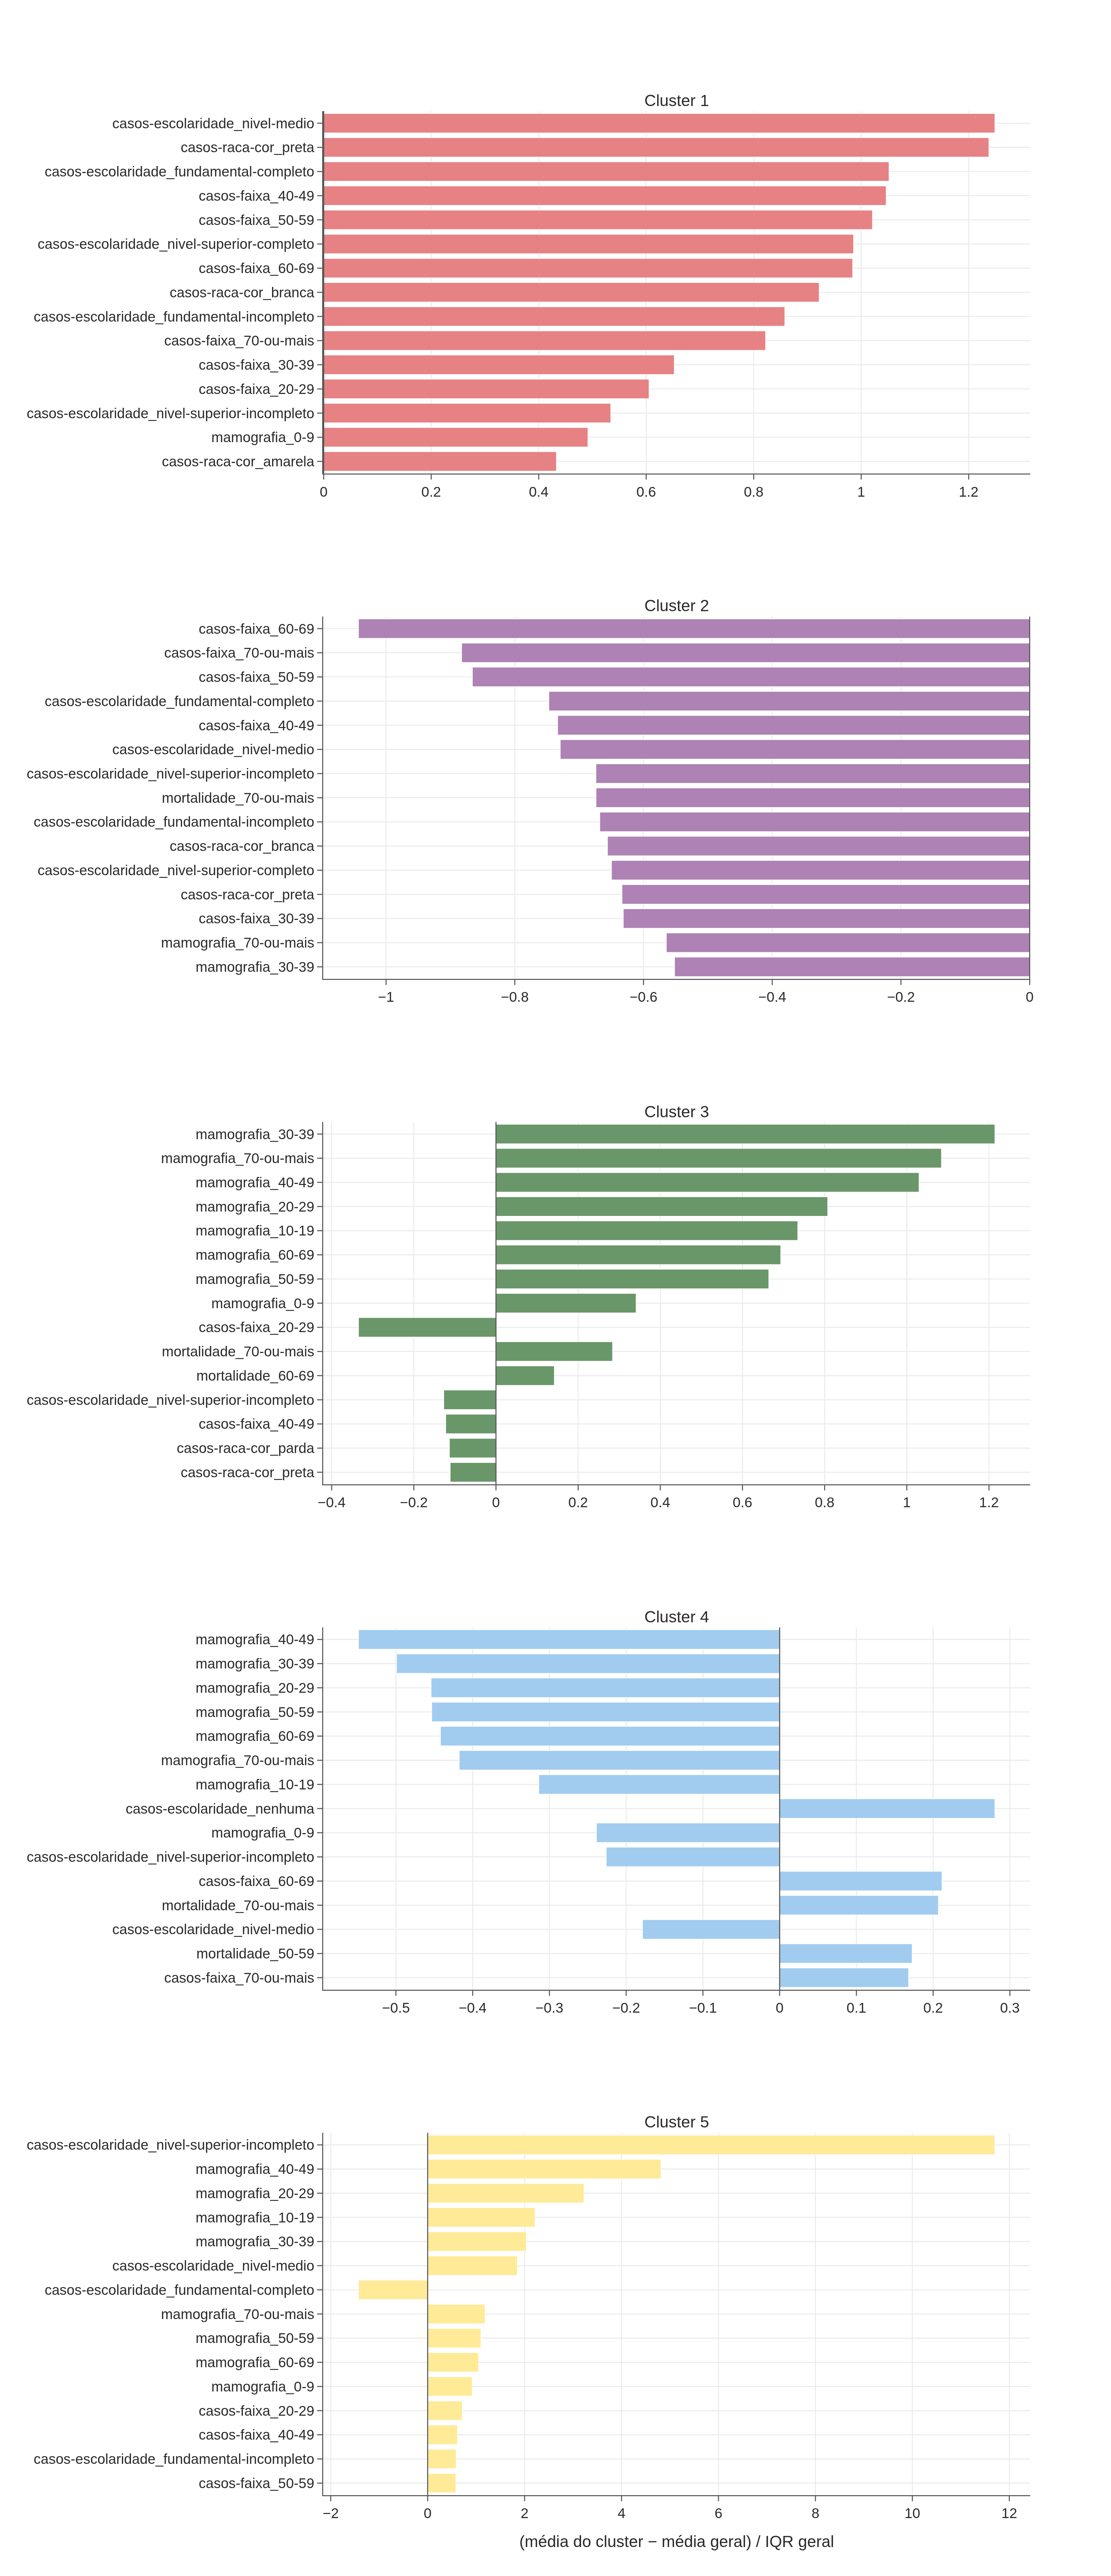 Cluster 1
casos-escolaridade_nivel-medio
casos-raca-cor_preta
casos-escolaridade_fundamental-completo
casos-faixa_40-49
casos-faixa_50-59
casos-escolaridade_nivel-superior-completo
casos-faixa_60-69
casos-raca-cor_branca
casos-escolaridade_fundamental-incompleto
casos-faixa_70-ou-mais
casos-faixa_30-39
casos-faixa_20-29
casos-escolaridade_nivel-superior-incompleto
mamografia_0-9
casos-raca-cor_amarela
0 0.2 0.4 0.6 0.8 1 1.2
Cluster 2
casos-faixa_60-69
casos-faixa_70-ou-mais
casos-faixa_50-59
casos-escolaridade_fundamental-completo
casos-faixa_40-49
casos-escolaridade_nivel-medio
casos-escolaridade_nivel-superior-incompleto
mortalidade_70-ou-mais
casos-escolaridade_fundamental-incompleto
casos-raca-cor_branca
casos-escolaridade_nivel-superior-completo
casos-raca-cor_preta
casos-faixa_30-39
mamografia_70-ou-mais
mamografia_30-39
−1 −0.8 −0.6 −0.4 −0.2 0
Cluster 3
mamografia_30-39
mamografia_70-ou-mais
mamografia_40-49
mamografia_20-29
mamografia_10-19
mamografia_60-69
mamografia_50-59
mamografia_0-9
casos-faixa_20-29
mortalidade_70-ou-mais
mortalidade_60-69
casos-escolaridade_nivel-superior-incompleto
casos-faixa_40-49
casos-raca-cor_parda
casos-raca-cor_preta
−0.4 −0.2 0 0.2 0.4 0.6 0.8 1 1.2
Cluster 4
mamografia_40-49
mamografia_30-39
mamografia_20-29
mamografia_50-59
mamografia_60-69
mamografia_70-ou-mais
mamografia_10-19
casos-escolaridade_nenhuma
mamografia_0-9
casos-escolaridade_nivel-superior-incompleto
casos-faixa_60-69
mortalidade_70-ou-mais
casos-escolaridade_nivel-medio
mortalidade_50-59
casos-faixa_70-ou-mais
−0.5 −0.4 −0.3 −0.2 −0.1 0 0.1 0.2 0.3
Cluster 5
casos-escolaridade_nivel-superior-incompleto
mamografia_40-49
mamografia_20-29
mamografia_10-19
mamografia_30-39
casos-escolaridade_nivel-medio
casos-escolaridade_fundamental-completo
mamografia_70-ou-mais
mamografia_50-59
mamografia_60-69
mamografia_0-9
casos-faixa_20-29
casos-faixa_40-49
casos-escolaridade_fundamental-incompleto
casos-faixa_50-59
−2 0 2 4 6 8 10 12
(média do cluster − média geral) / IQR geral